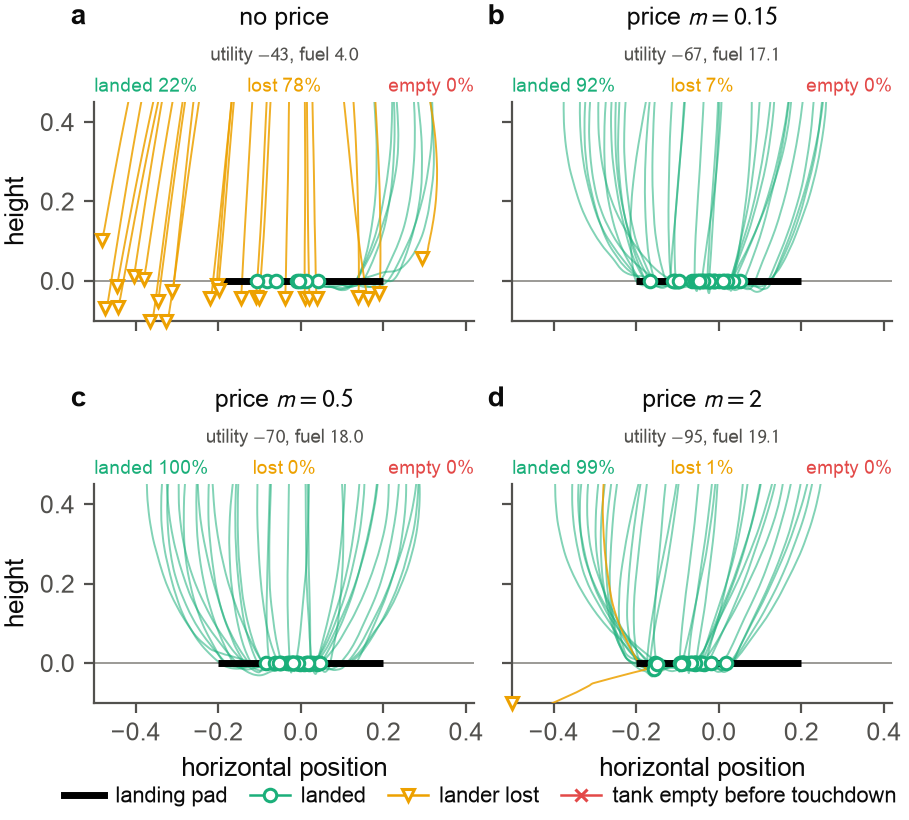 a no price
utility −43, fuel 4.0
landed 22% lost 78% empty 0%
0.4
0.2
0.0
height
b price m = 0.15
utility −67, fuel 17.1
landed 92% lost 7% empty 0%
c price m = 0.5
utility −70, fuel 18.0
landed 100% lost 0% empty 0%
0.4
0.2
0.0
height
−0.4 −0.2 0.0 0.2 0.4
horizontal position
d price m = 2
utility −95, fuel 19.1
landed 99% lost 1% empty 0%
−0.4 −0.2 0.0 0.2 0.4
horizontal position
landing pad landed lander lost tank empty before touchdown